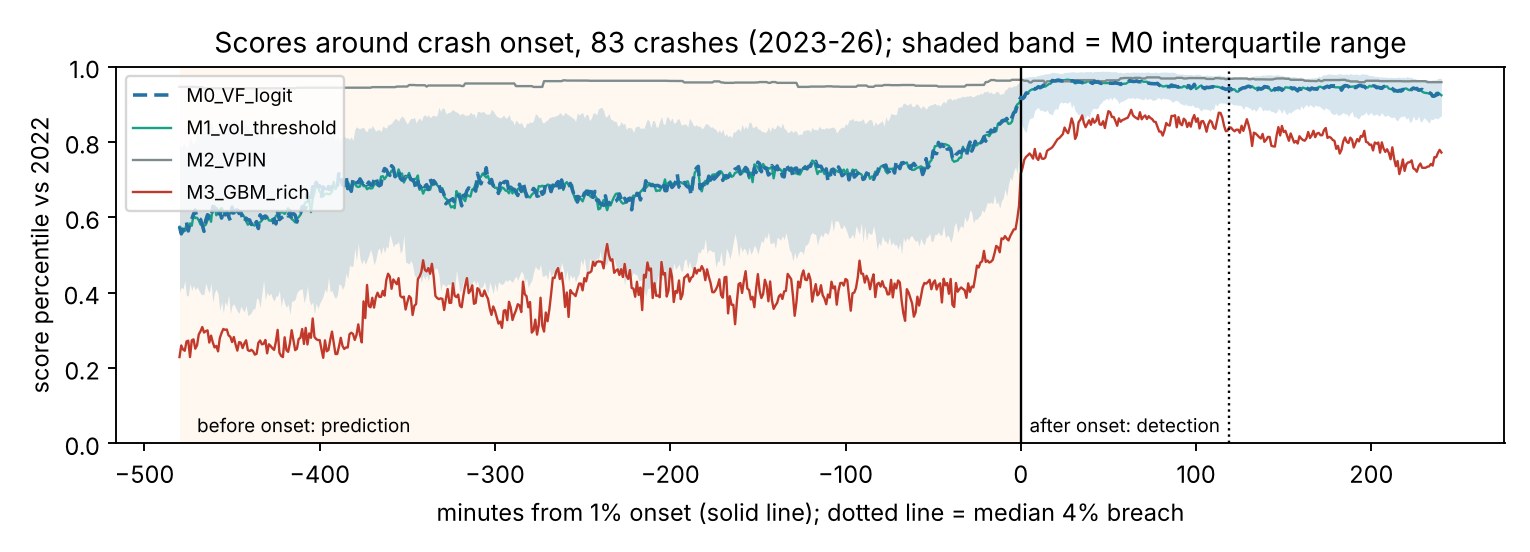 Scores around crash onset, 83 crashes (2023-26); shaded band = M0 interquartile range
1.0
0.8
0.6
0.4
0.2
0.0
score percentile vs 2022
M0_VF_logit
M1_vol_threshold
M2_VPIN
M3_GBM_rich
before onset: prediction
after onset: detection
−500
−400
−300
−200
−100
0
100
200
minutes from 1% onset (solid line); dotted line = median 4% breach